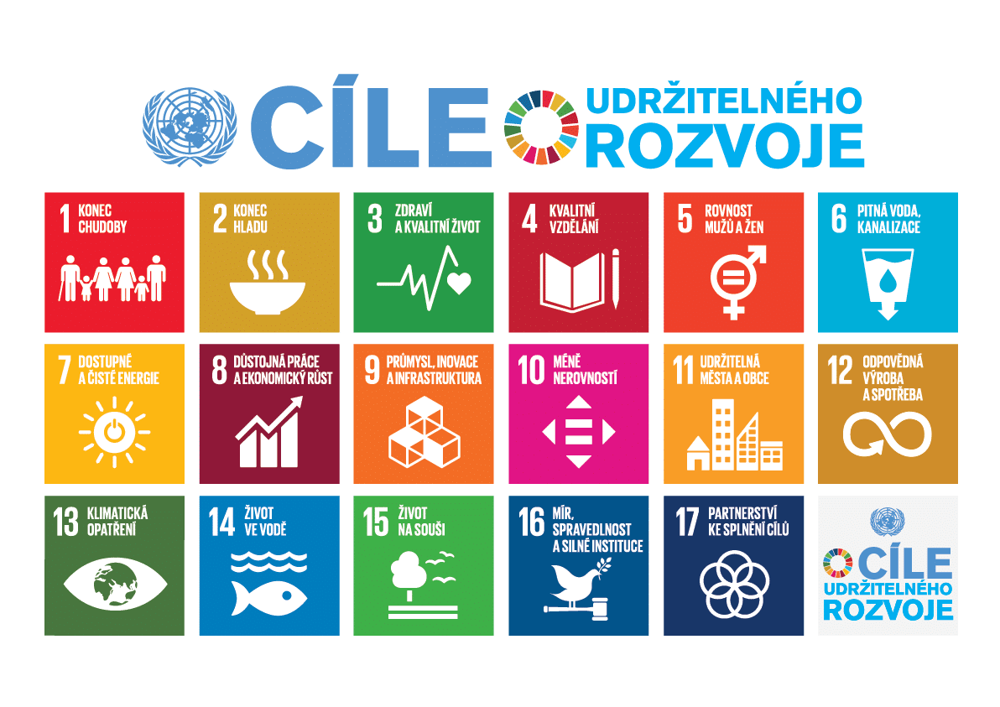 CÍLE
UDRŽITELNÉHO
ROZVOJE
1 KONEC
CHUDOBY
2 KONEC
HLADU
3 ZDRAVÍ
A KVALITNÍ ŽIVOT
4 KVALITNÍ
VZDĚLÁNÍ
5 ROVNOST
MUŽŮ A ŽEN
6 PITNÁ VODA,
KANALIZACE
7 DOSTUPNÉ
A ČISTÉ ENERGIE
8 DŮSTOJNÁ PRÁCE
A EKONOMICKÝ RŮST
9 PRŮMYSL, INOVACE
A INFRASTRUKTURA
10 MÉNĚ
NEROVNOSTÍ
11 UDRŽITELNÁ
MĚSTA A OBCE
12 ODPOVĚDNÁ
VÝROBA
A SPOTŘEBA
13 KLIMATICKÁ
OPATŘENÍ
14 ŽIVOT
VE VODĚ
15 ŽIVOT
NA SOUŠI
16 MÍR,
SPRAVEDLNOST
A SILNÉ INSTITUCE
17 PARTNERSTVÍ
KE SPLNĚNÍ CÍLŮ
CÍLE
UDRŽITELNÉHO
ROZVOJE